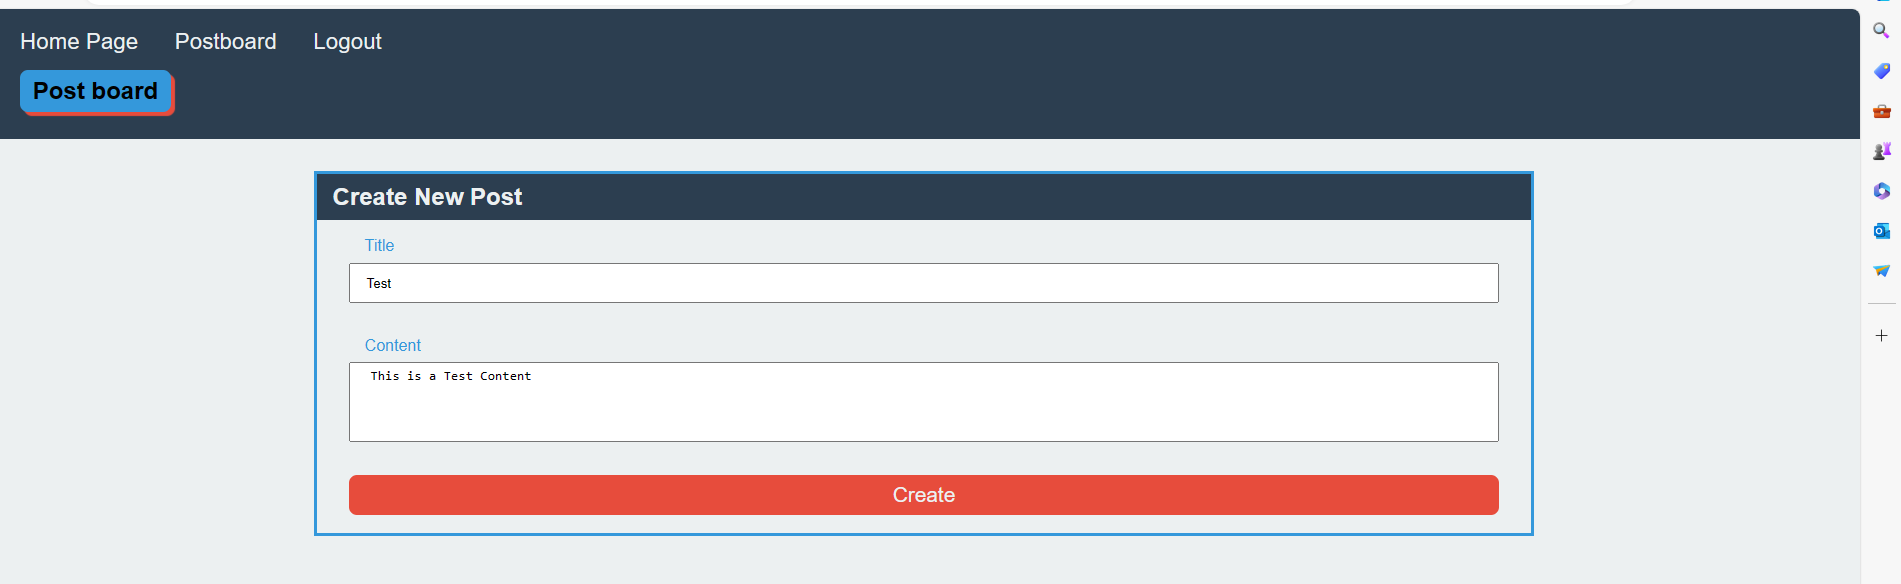 Home Page Postboard Logout
Post board
Create New Post
Title
Test
Content
This is a Test Content
Create